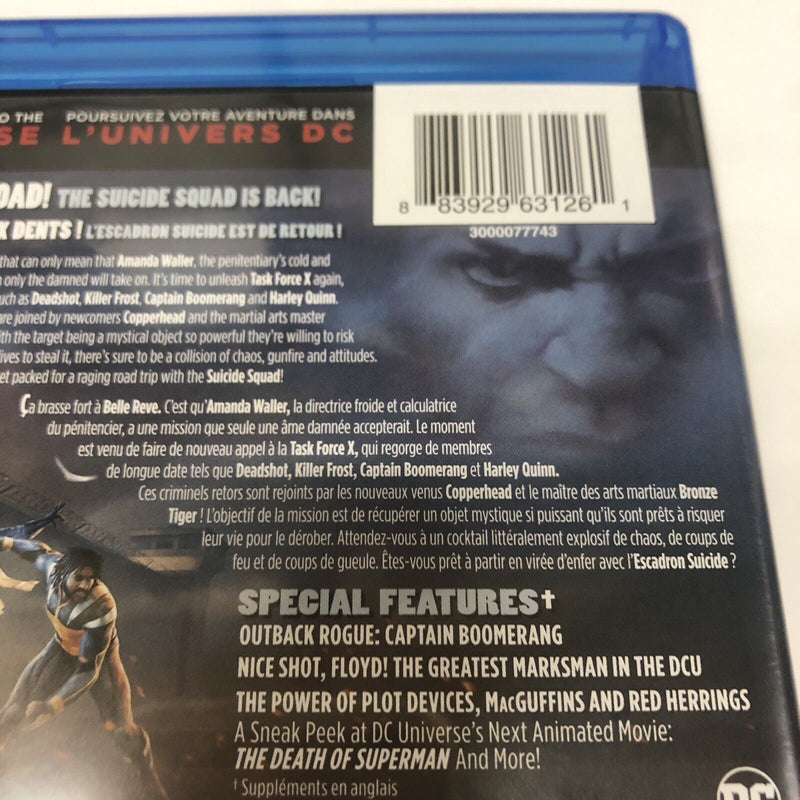 O THE POURSUIVEZ VOTRE AVENTURE DANS
SE L'UNIVERS DC
OAD! THE SUICIDE SQUAD IS BACK!
X DENTS ! L'ESCADRON SUICIDE EST DE RETOUR !
8 83929 63126 1
3000077743
that can only mean that Amanda Waller, the penitentiary's cold and
n only the damned will take on. It's time to unleash Task Force X again,
uch as Deadshot, Killer Frost, Captain Boomerang and Harley Quinn.
are joined by newcomers Copperhead and the martial arts master
ith the target being a mystical object so powerful they're willing to risk
lives to steal it, there's sure to be a collision of chaos, gunfire and attitudes.
et packed for a raging road trip with the Suicide Squad!
Ça brasse fort à Belle Reve. C'est qu'Amanda Waller, la directrice froide et calculatrice
du pénitencier, a une mission que seule une âme damnée accepterait. Le moment
est venu de faire de nouveau appel à la Task Force X, qui regorge de membres
de longue date tels que Deadshot, Killer Frost, Captain Boomerang et Harley Quinn.
Ces criminels retors sont rejoints par les nouveaux venus Copperhead et le maître des arts martiaux Bronze
Tiger ! L'objectif de la mission est de récupérer un objet mystique si puissant qu'ils sont prêts à risquer
leur vie pour le dérober. Attendez-vous à un cocktail littéralement explosif de chaos, de coups de
feu et de coups de gueule. Êtes-vous prêt à partir en virée d'enfer avec l'Escadron Suicide ?
SPECIAL FEATURES†
OUTBACK ROGUE: CAPTAIN BOOMERANG
NICE SHOT, FLOYD! THE GREATEST MARKSMAN IN THE DCU
THE POWER OF PLOT DEVICES, MACGUFFINS AND RED HERRINGS
A Sneak Peek at DC Universe's Next Animated Movie:
THE DEATH OF SUPERMAN And More!
† Suppléments en anglais
DC